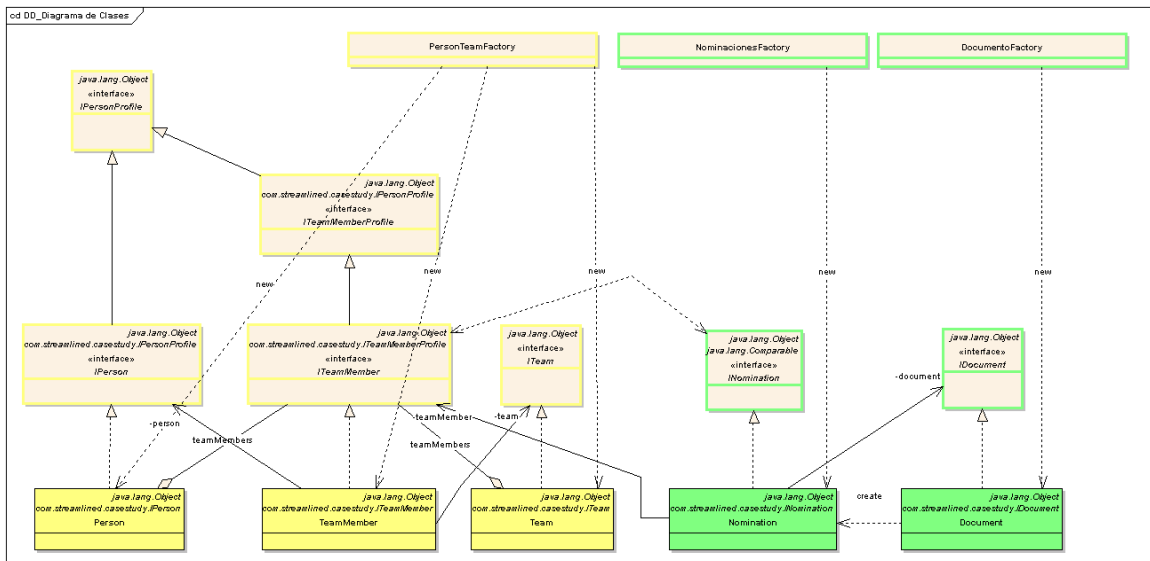 cd DD_Diagrama de Clases
PersonTeamFactory
NominacionesFactory
DocumentoFactory
java.lang.Object
«interface»
IPersonProfile
java.lang.Object
com.streamlined.casestudy.IPersonProfile
«interface»
ITeamMemberProfile
new
new
new
new
new
java.lang.Object
com.streamlined.casestudy.IPersonProfile
«interface»
IPerson
java.lang.Object
com.streamlined.casestudy.ITeamMemberProfile
«interface»
ITeamMember
java.lang.Object
«interface»
ITeam
java.lang.Object
java.lang.Comparable
«interface»
INomination
java.lang.Object
«interface»
IDocument
-document
-person
teamMembers
-teamMember
teamMembers
-team
create
java.lang.Object
com.streamlined.casestudy.IPerson
Person
java.lang.Object
com.streamlined.casestudy.ITeamMember
TeamMember
java.lang.Object
com.streamlined.casestudy.ITeam
Team
java.lang.Object
com.streamlined.casestudy.INomination
Nomination
java.lang.Object
com.streamlined.casestudy.IDocument
Document